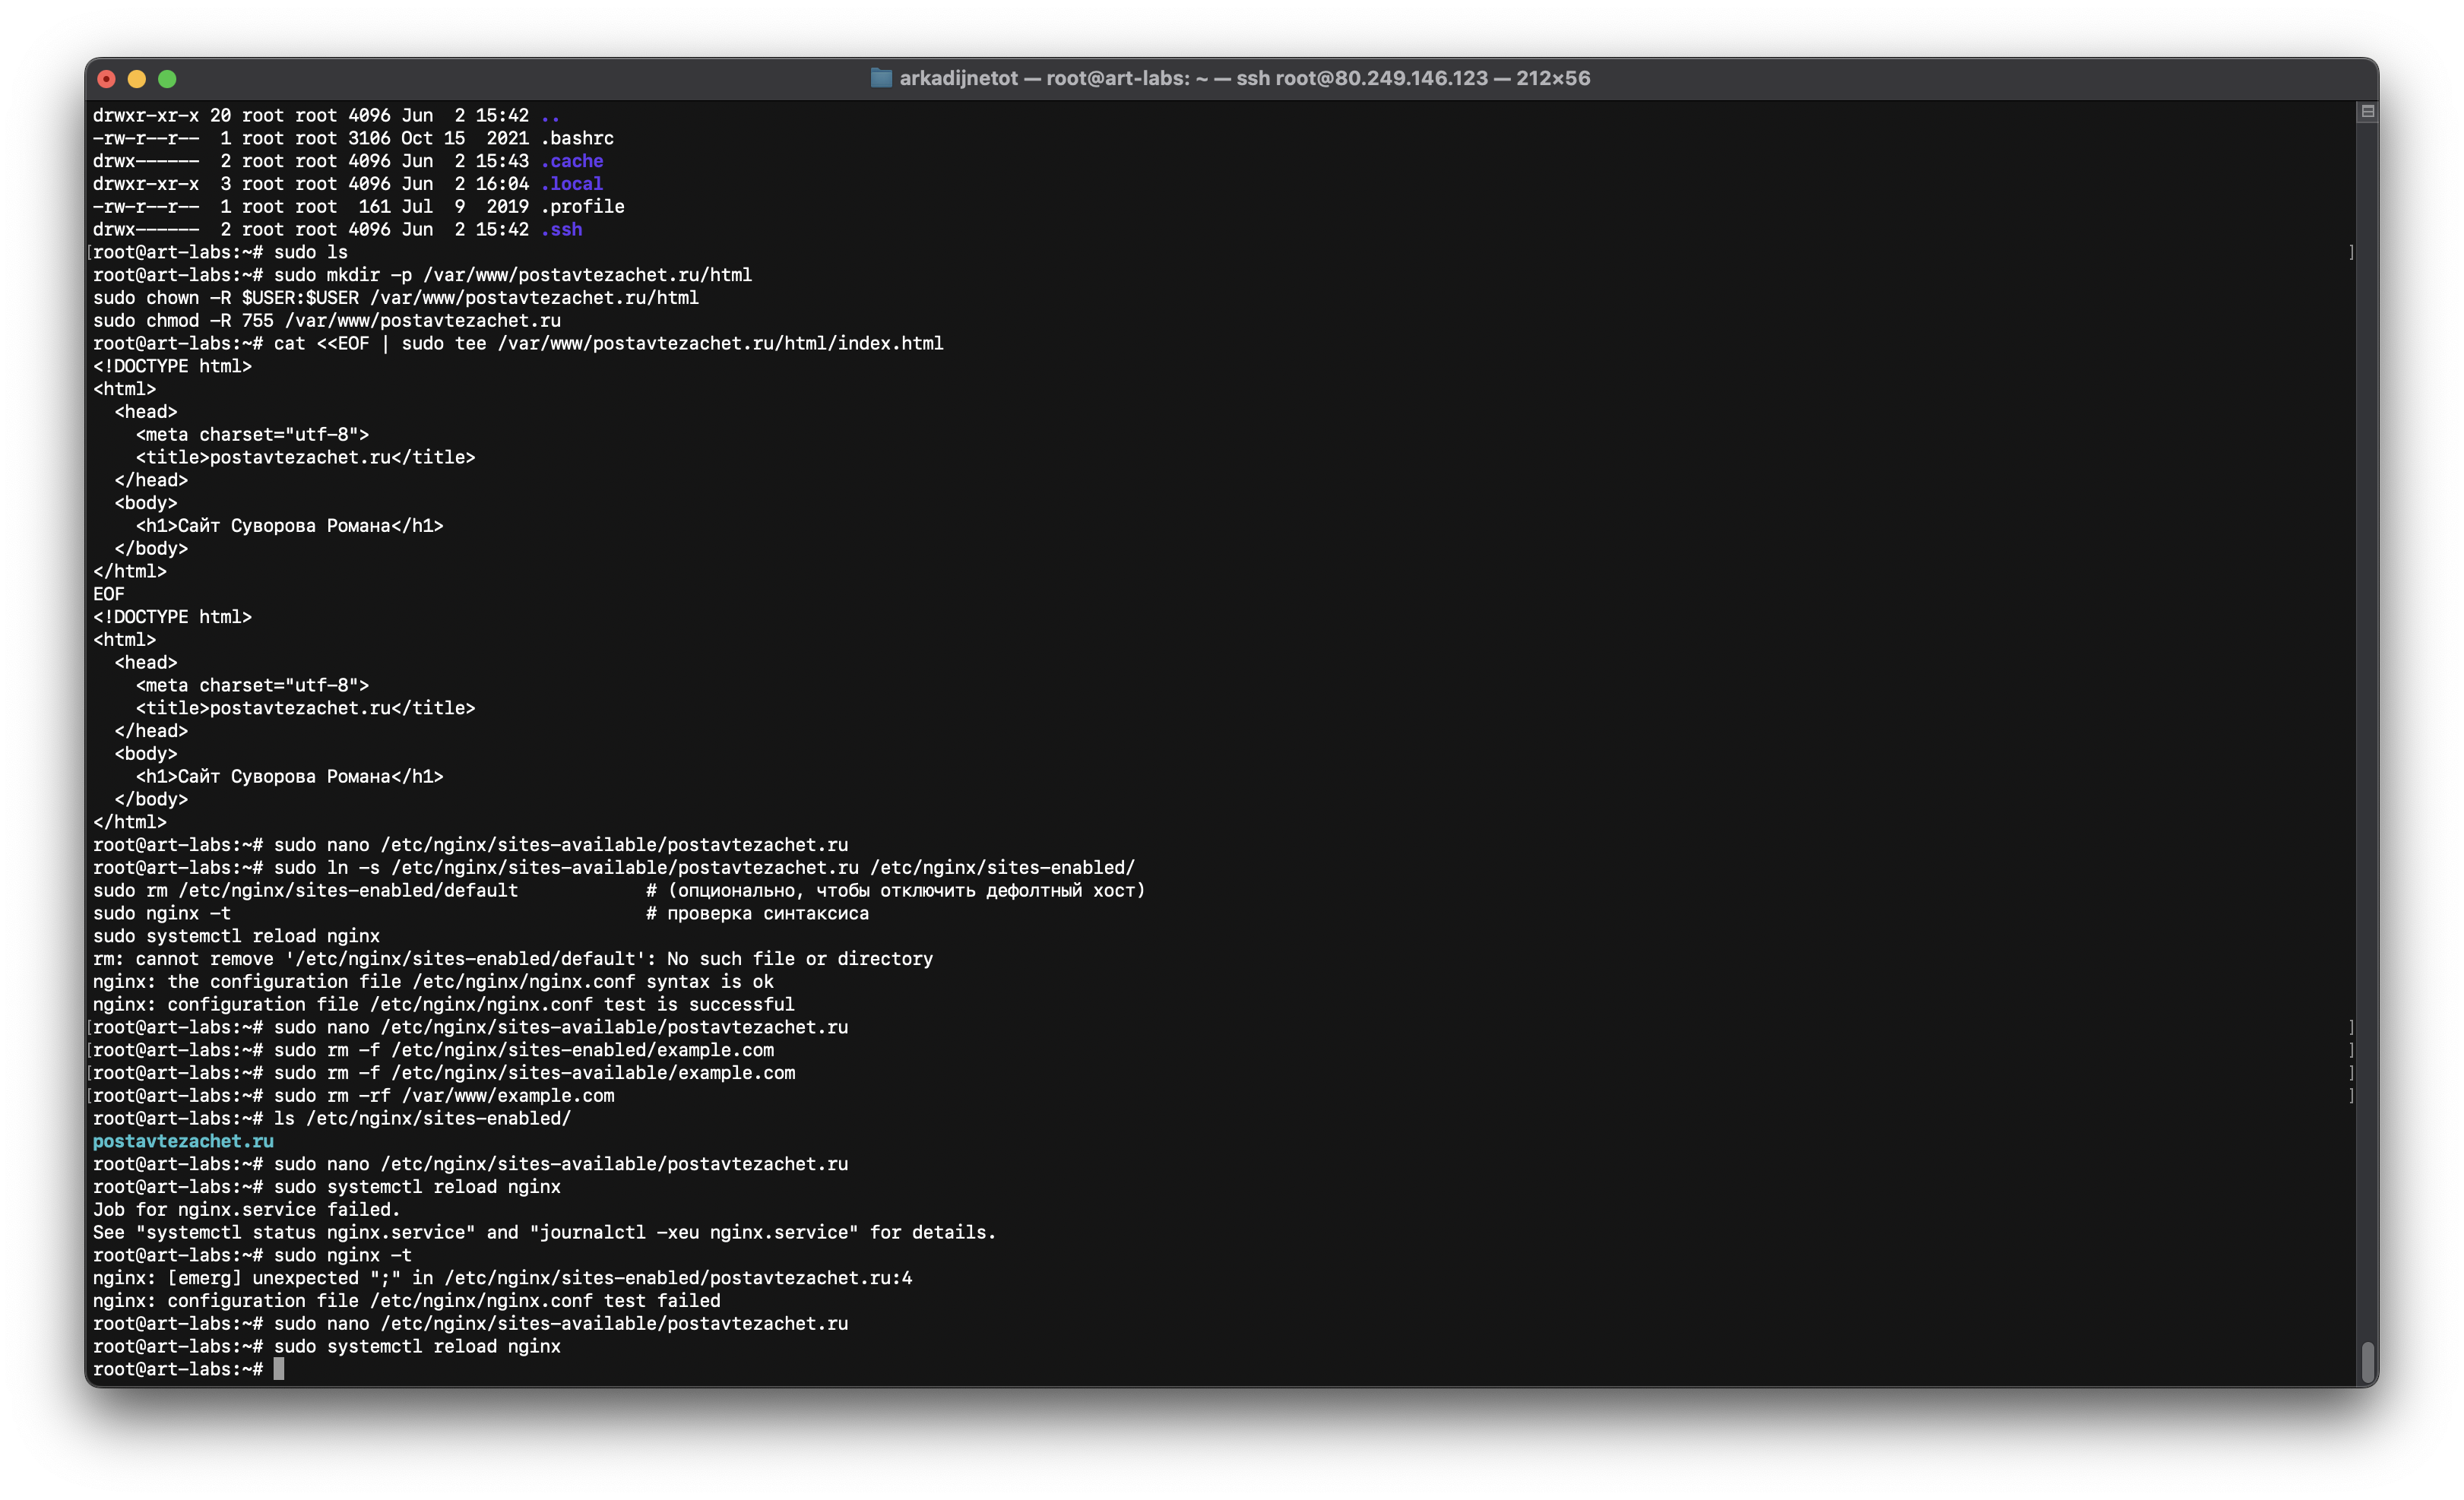 arkadijnetot — root@art-labs: ~ — ssh root@80.249.146.123 — 212×56
drwxr-xr-x 20 root root 4096 Jun  2 15:42 ..
-rw-r--r--  1 root root 3106 Oct 15  2021 .bashrc
drwx------  2 root root 4096 Jun  2 15:43 .cache
drwxr-xr-x  3 root root 4096 Jun  2 16:04 .local
-rw-r--r--  1 root root  161 Jul  9  2019 .profile
drwx------  2 root root 4096 Jun  2 15:42 .ssh
[root@art-labs:~# sudo ls ]
root@art-labs:~# sudo mkdir -p /var/www/postavtezachet.ru/html
sudo chown -R $USER:$USER /var/www/postavtezachet.ru/html
sudo chmod -R 755 /var/www/postavtezachet.ru
root@art-labs:~# cat <<EOF | sudo tee /var/www/postavtezachet.ru/html/index.html
<!DOCTYPE html>
<html>
  <head>
    <meta charset="utf-8">
    <title>postavtezachet.ru</title>
  </head>
  <body>
    <h1>Сайт Суворова Романа</h1>
  </body>
</html>
EOF
<!DOCTYPE html>
<html>
  <head>
    <meta charset="utf-8">
    <title>postavtezachet.ru</title>
  </head>
  <body>
    <h1>Сайт Суворова Романа</h1>
  </body>
</html>
root@art-labs:~# sudo nano /etc/nginx/sites-available/postavtezachet.ru
root@art-labs:~# sudo ln -s /etc/nginx/sites-available/postavtezachet.ru /etc/nginx/sites-enabled/
sudo rm /etc/nginx/sites-enabled/default            # (опционально, чтобы отключить дефолтный хост)
sudo nginx -t                                       # проверка синтаксиса
sudo systemctl reload nginx
rm: cannot remove '/etc/nginx/sites-enabled/default': No such file or directory
nginx: the configuration file /etc/nginx/nginx.conf syntax is ok
nginx: configuration file /etc/nginx/nginx.conf test is successful
[root@art-labs:~# sudo nano /etc/nginx/sites-available/postavtezachet.ru ]
[root@art-labs:~# sudo rm -f /etc/nginx/sites-enabled/example.com ]
[root@art-labs:~# sudo rm -f /etc/nginx/sites-available/example.com ]
[root@art-labs:~# sudo rm -rf /var/www/example.com ]
root@art-labs:~# ls /etc/nginx/sites-enabled/
postavtezachet.ru
root@art-labs:~# sudo nano /etc/nginx/sites-available/postavtezachet.ru
root@art-labs:~# sudo systemctl reload nginx
Job for nginx.service failed.
See "systemctl status nginx.service" and "journalctl -xeu nginx.service" for details.
root@art-labs:~# sudo nginx -t
nginx: [emerg] unexpected ";" in /etc/nginx/sites-enabled/postavtezachet.ru:4
nginx: configuration file /etc/nginx/nginx.conf test failed
root@art-labs:~# sudo nano /etc/nginx/sites-available/postavtezachet.ru
root@art-labs:~# sudo systemctl reload nginx
root@art-labs:~#